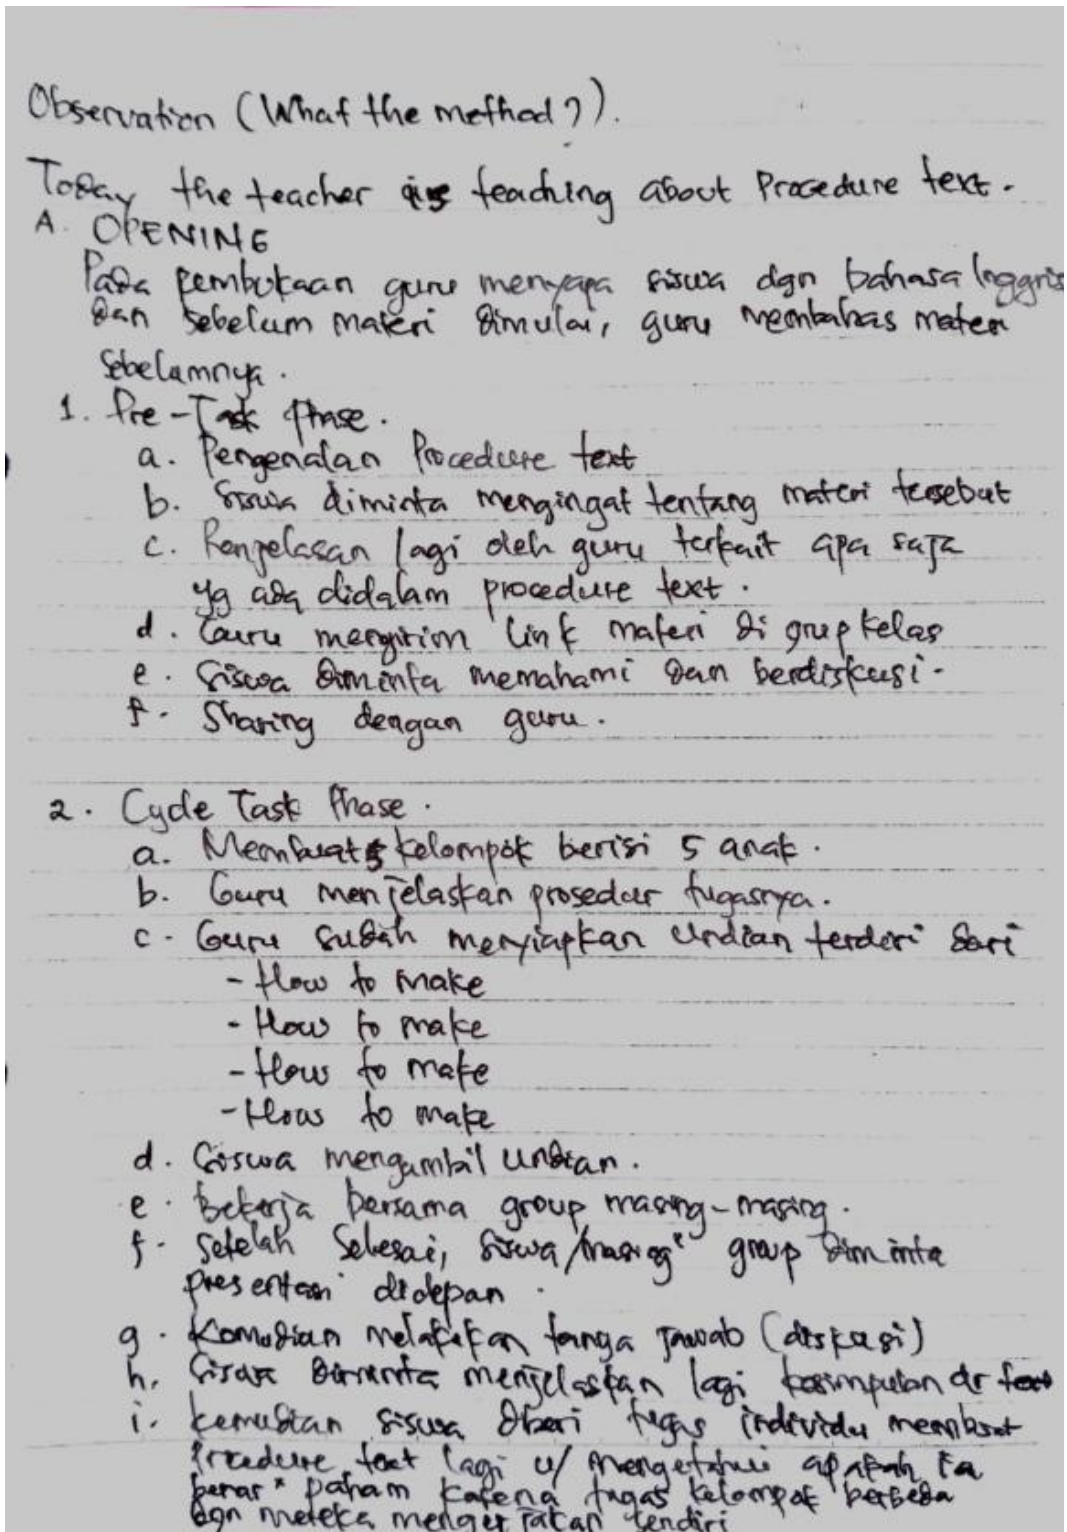 Observation (What the method?).
Today the teacher is teaching about Procedure text.
A. OPENING
Pada pembukaan guru menyapa siswa dgn bahasa Inggris
dan sebelum materi dimulai, guru membahas materi
sebelumnya.
1. Pre-Task Phase.
a. Pengenalan Procedure text
b. Siswa diminta mengingat tentang materi tersebut
c. Penjelasan lagi oleh guru terkait apa saja
yg ada didalam procedure text.
d. Guru mengirim link materi di grup kelas
e. Siswa diminta memahami dan berdiskusi.
f. Sharing dengan guru.
2. Cycle Task Phase.
a. Membuat kelompok berisi 5 anak.
b. Guru menjelaskan prosedur tugasnya.
c. Guru sudah menyiapkan undian terdiri dari
- How to make
- How to make
- How to make
- How to make
d. Siswa mengambil undian.
e. Bekerja bersama group masing-masing.
f. Setelah selesai, siswa/masing" group diminta
presentasi didepan.
g. Kemudian melakukan tanga jawab (diskusi)
h. Siswa diminta menjelaskan lagi kesimpulan dr text
i. Kemudian siswa diberi tugas individu membuat
Procedure text lagi u/ mengetahui apakah ia
benar" paham karena tugas kelompok berbeda
dgn mereka mengerjakan sendiri